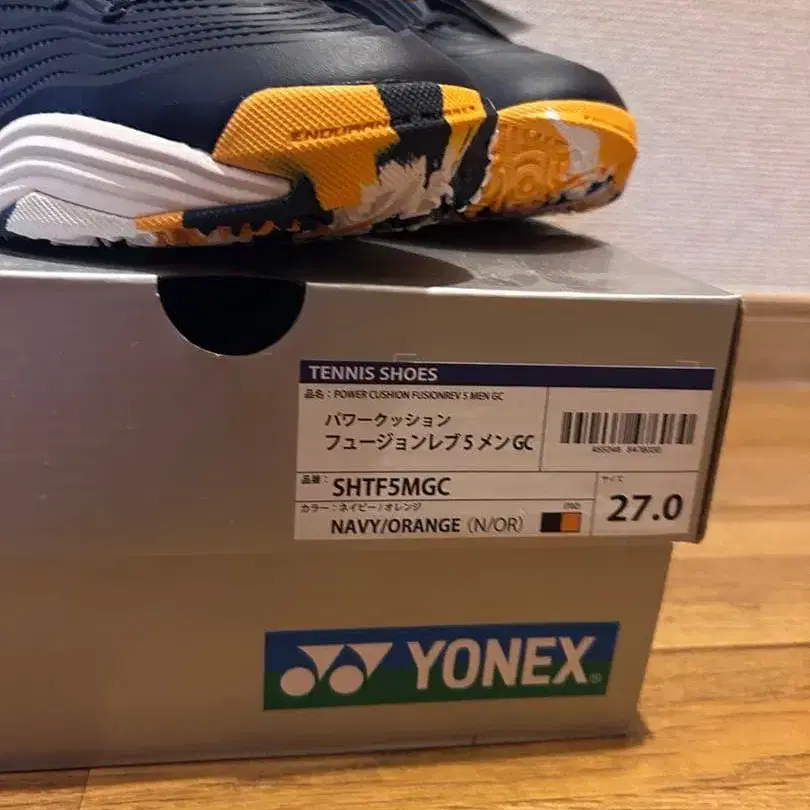 ENDURANCE RUBBER
TENNIS SHOES
品名：POWER CUSHION FUSIONREV 5 MEN GC
パワークッション
フュージョンレブ 5 メン GC
品番：
SHTF5MGC
カラー：ネイビー / オレンジ
NAVY/ORANGE (N/OR)
サイズ
27.0
YONEX®